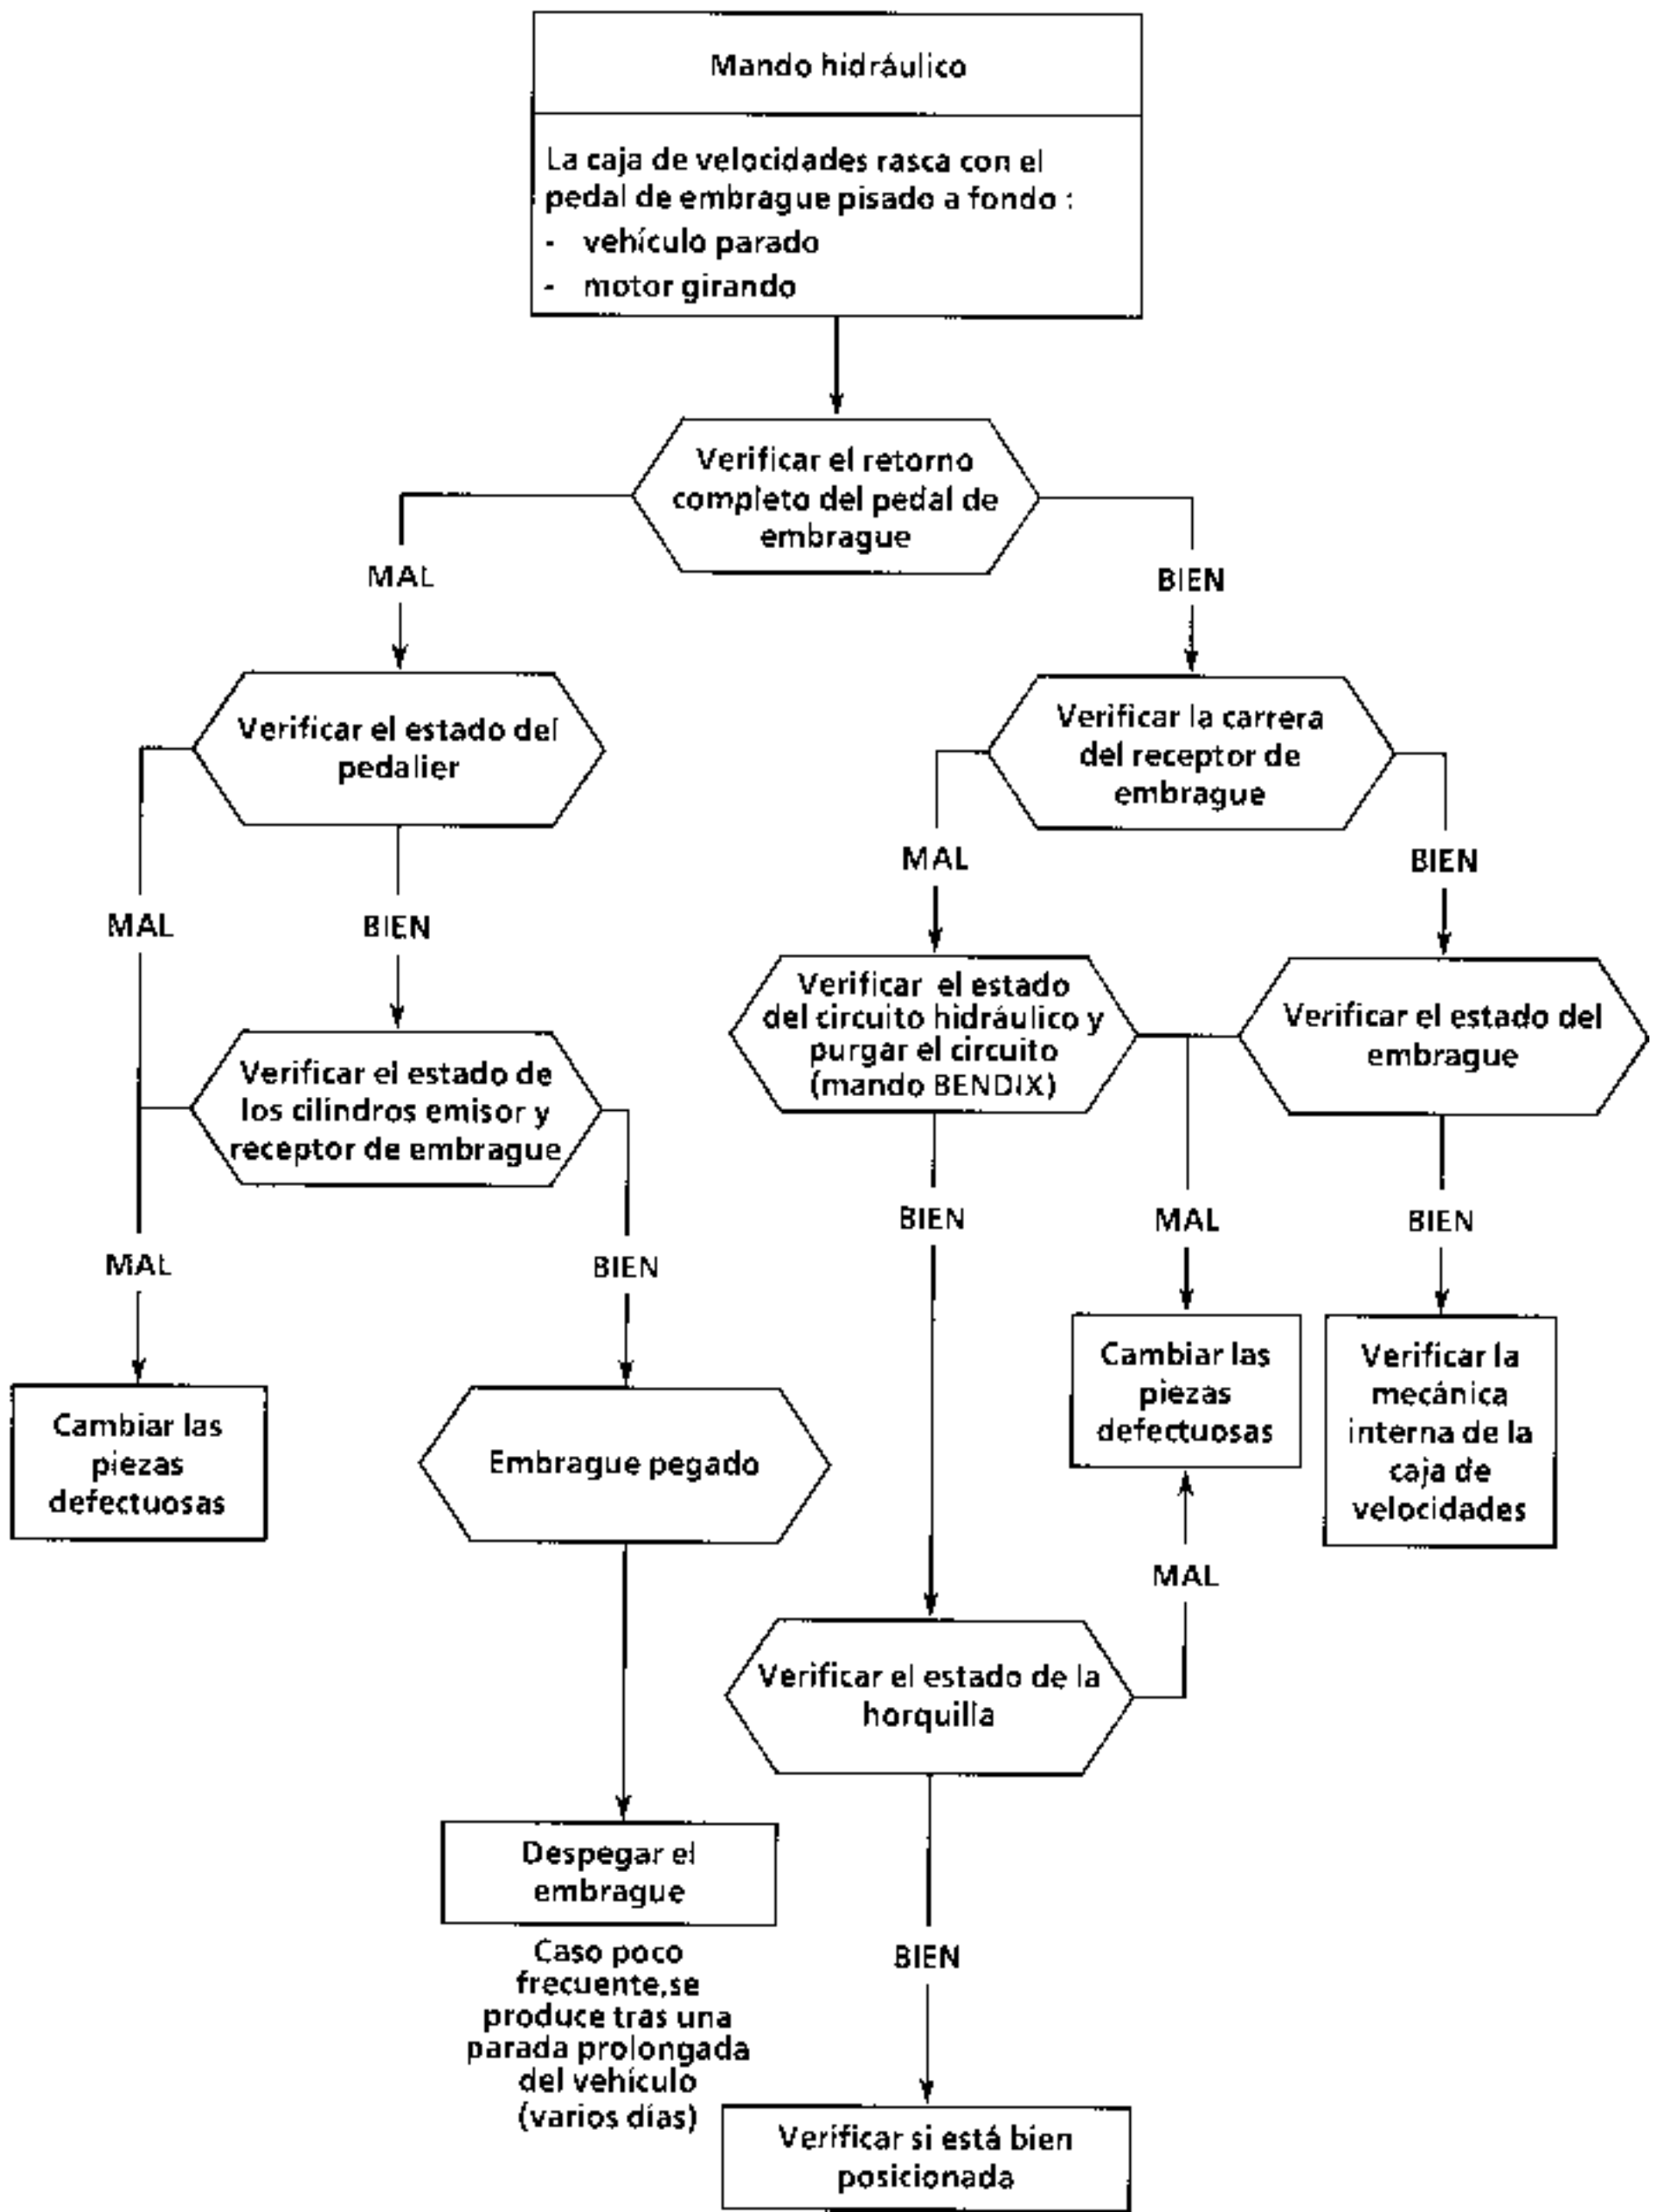 Mando hidráulico
La caja de velocidades rasca con el
pedal de embrague pisado a fondo :
- vehículo parado
- motor girando
Verificar el retorno
completo del pedal de
embrague
MAL
BIEN
Verificar el estado del
pedalier
Verificar la carrera
del receptor de
embrague
MAL
BIEN
MAL
BIEN
Verificar el estado de
los cilindros emisor y
receptor de embrague
Verificar el estado
del circuito hidráulico y
purgar el circuito
(mando BENDIX)
Verificar el estado del
embrague
MAL
BIEN
BIEN
MAL
BIEN
Cambiar las
piezas
defectuosas
Embrague pegado
Cambiar las
piezas
defectuosas
Verificar la
mecánica
interna de la
caja de
velocidades
MAL
Verificar el estado de la
horquilla
Despegar el
embrague
Caso poco
frecuente,se
produce tras una
parada prolongada
del vehículo
(varios días)
BIEN
Verificar si está bien
posicionada